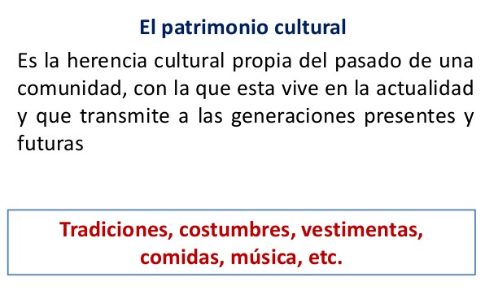 El patrimonio cultural
Es la herencia cultural propia del pasado de una
comunidad, con la que esta vive en la actualidad
y que transmite a las generaciones presentes y
futuras
Tradiciones, costumbres, vestimentas,
comidas, música, etc.